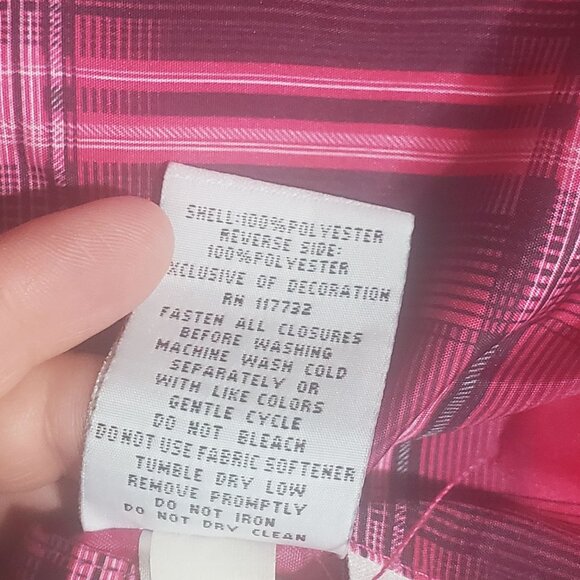 SHELL:100%POLYESTER
REVERSE SIDE:
100%POLYESTER
XCLUSIVE OF DECORATION
RN 117732
FASTEN ALL CLOSURES
BEFORE WASHING
MACHINE WASH COLD
SEPARATELY OR
WITH LIKE COLORS
GENTLE CYCLE
DO NOT BLEACH
DO NOT USE FABRIC SOFTENER
TUMBLE DRY LOW
REMOVE PROMPTLY
DO NOT IRON
DO NOT DRY CLEAN